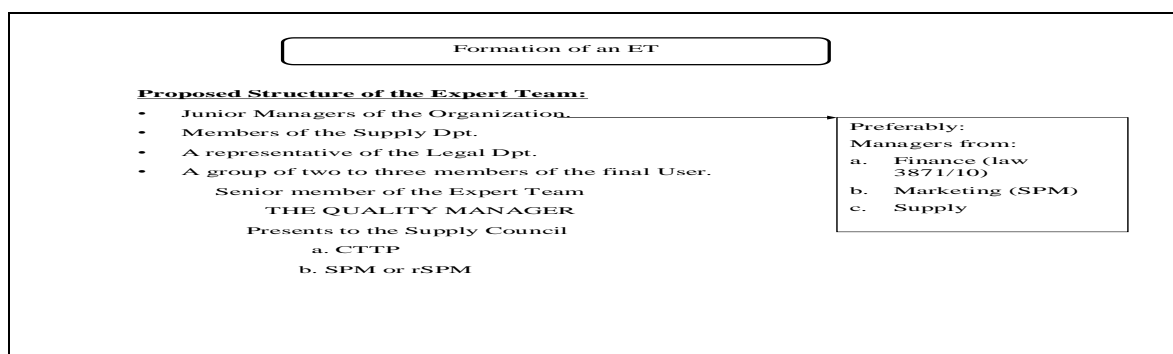 Formation of an ET
Proposed Structure of the Expert Team:
• Junior Managers of the Organization.
• Members of the Supply Dpt.
• A representative of the Legal Dpt.
• A group of two to three members of the final User.
Senior member of the Expert Team
THE QUALITY MANAGER
Presents to the Supply Council
a. CTTP
b. SPM or rSPM
Preferably:
Managers from:
a. Finance (law
3871/10)
b. Marketing (SPM)
c. Supply